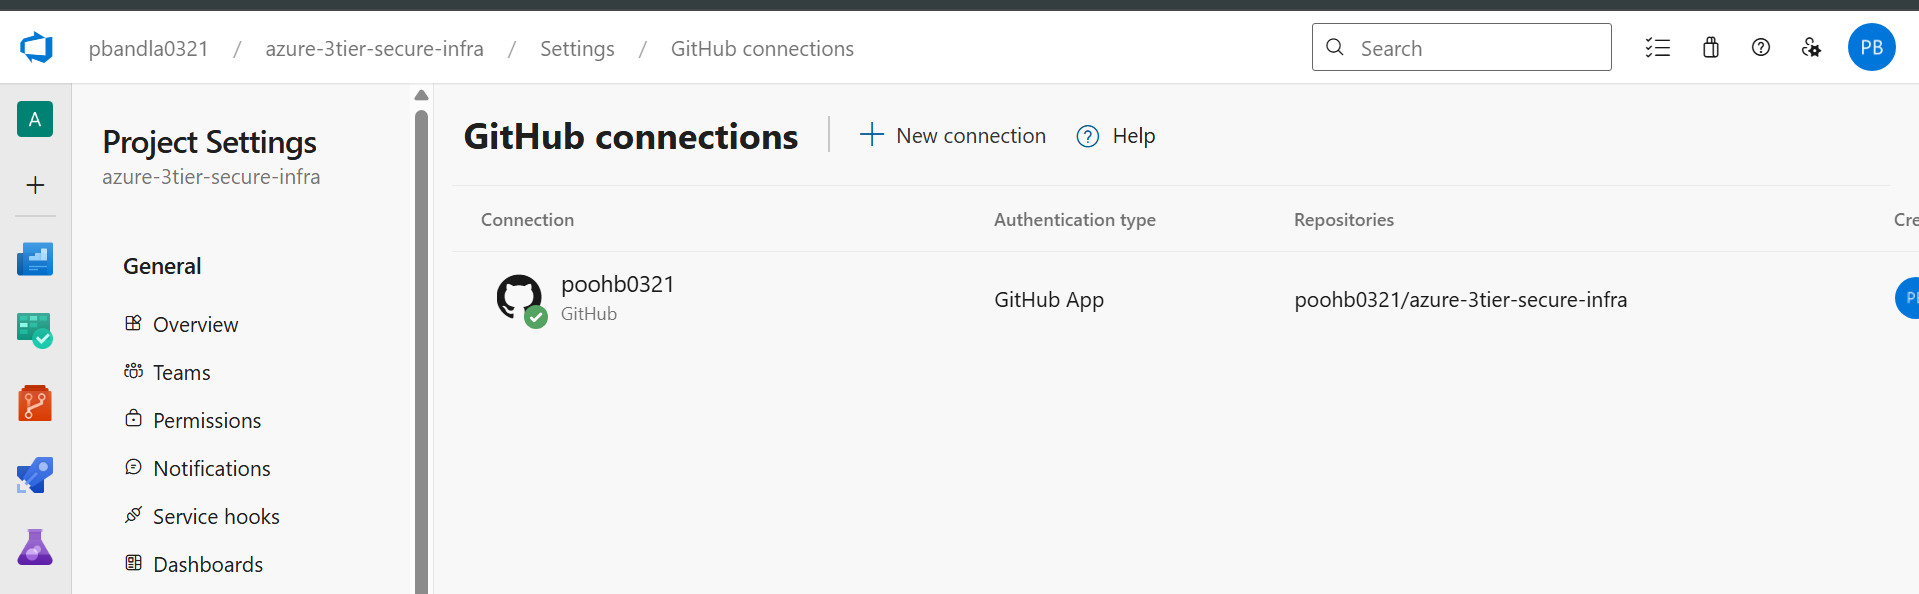 pbandla0321 / azure-3tier-secure-infra / Settings / GitHub connections
Search
PB
A
Project Settings
azure-3tier-secure-infra
General
Overview
Teams
Permissions
Notifications
Service hooks
Dashboards
GitHub connections
New connection
Help
Connection Authentication type Repositories Cre
poohb0321
GitHub
GitHub App
poohb0321/azure-3tier-secure-infra